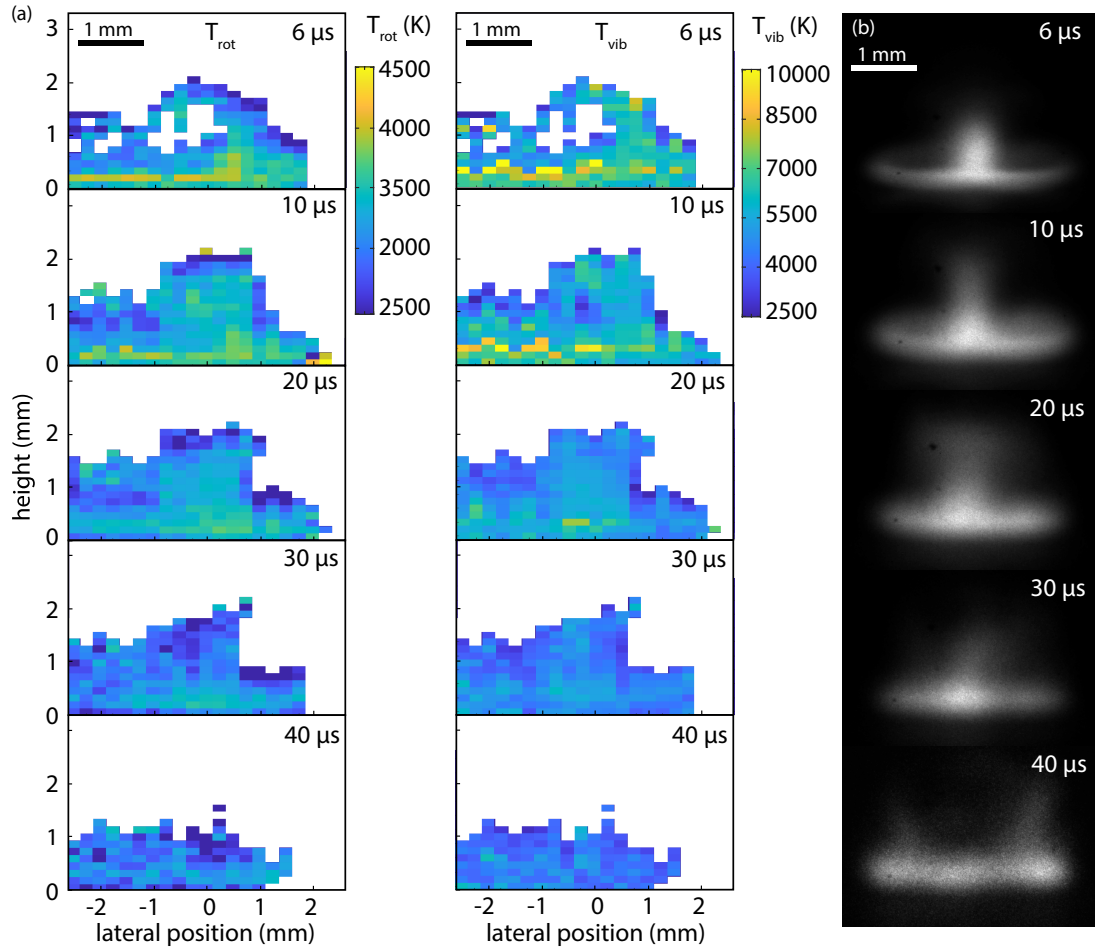 (a)
3
1 mm
T_rot
6 µs
T_rot (K)
4500
4000
3500
2000
2500
2
1
0
1 mm
T_vib
6 µs
T_vib (K)
10000
8500
7000
5500
4000
2500
(b)
6 µs
1 mm
10 µs
2
1
0
10 µs
10 µs
20 µs
2
1
0
20 µs
20 µs
height (mm)
30 µs
2
1
0
30 µs
30 µs
40 µs
2
1
0
40 µs
40 µs
-2 -1 0 1 2
lateral position (mm)
-2 -1 0 1 2
lateral position (mm)